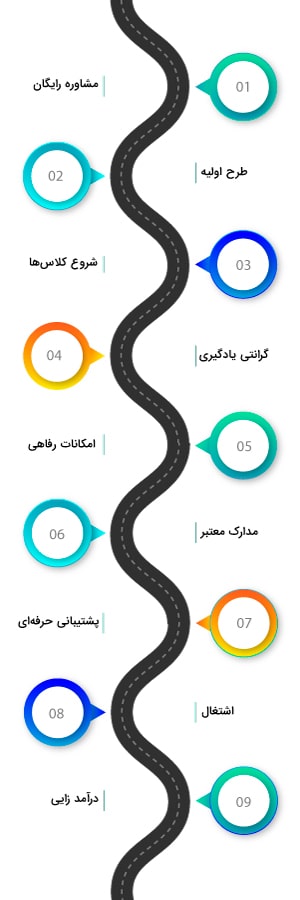 01
مشاوره رایگان
02
طرح اولیه
03
شروع کلاس‌ها
04
گرانتی یادگیری
05
امکانات رفاهی
06
مدارک معتبر
07
پشتیبانی حرفه‌ای
08
اشتغال
09
درآمد زایی